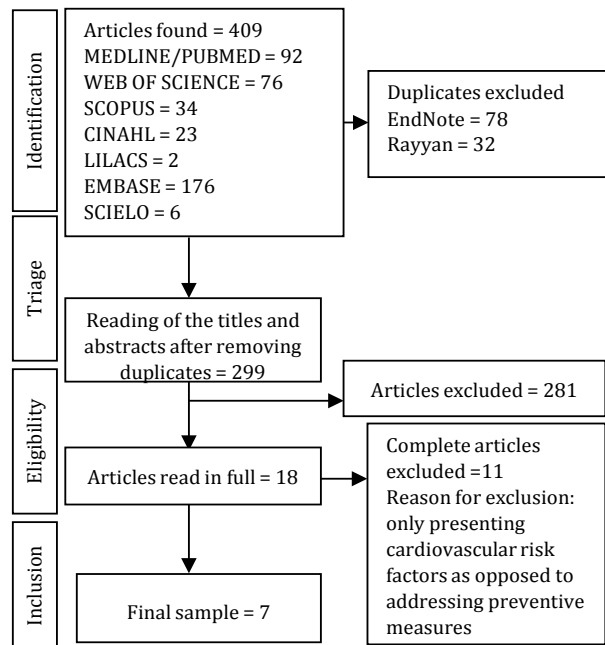 Identification
Articles found = 409
MEDLINE/PUBMED = 92
WEB OF SCIENCE = 76
SCOPUS = 34
CINAHL = 23
LILACS = 2
EMBASE = 176
SCIELO = 6
Duplicates excluded
EndNote = 78
Rayyan = 32
Triage
Reading of the titles and
abstracts after removing
duplicates = 299
Articles excluded = 281
Eligibility
Articles read in full = 18
Complete articles
excluded =11
Reason for exclusion:
only presenting
cardiovascular risk
factors as opposed to
addressing preventive
measures
Inclusion
Final sample = 7